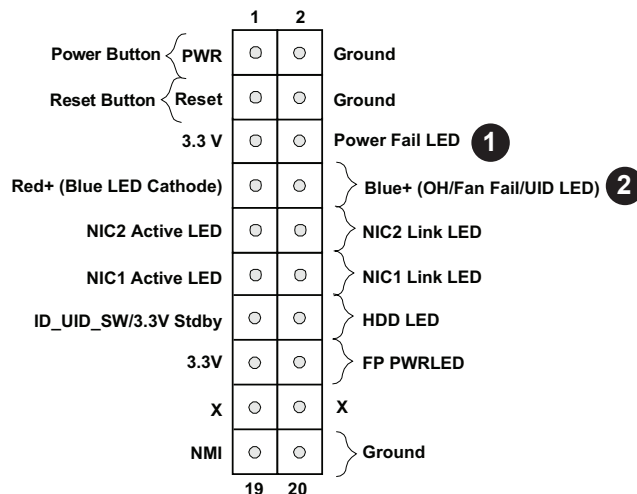 1 2
Power Button PWR Ground
Reset Button Reset Ground
3.3 V Power Fail LED 1
Red+ (Blue LED Cathode) Blue+ (OH/Fan Fail/UID LED) 2
NIC2 Active LED NIC2 Link LED
NIC1 Active LED NIC1 Link LED
ID_UID_SW/3.3V Stdby HDD LED
3.3V FP PWRLED
X X
NMI Ground
19 20